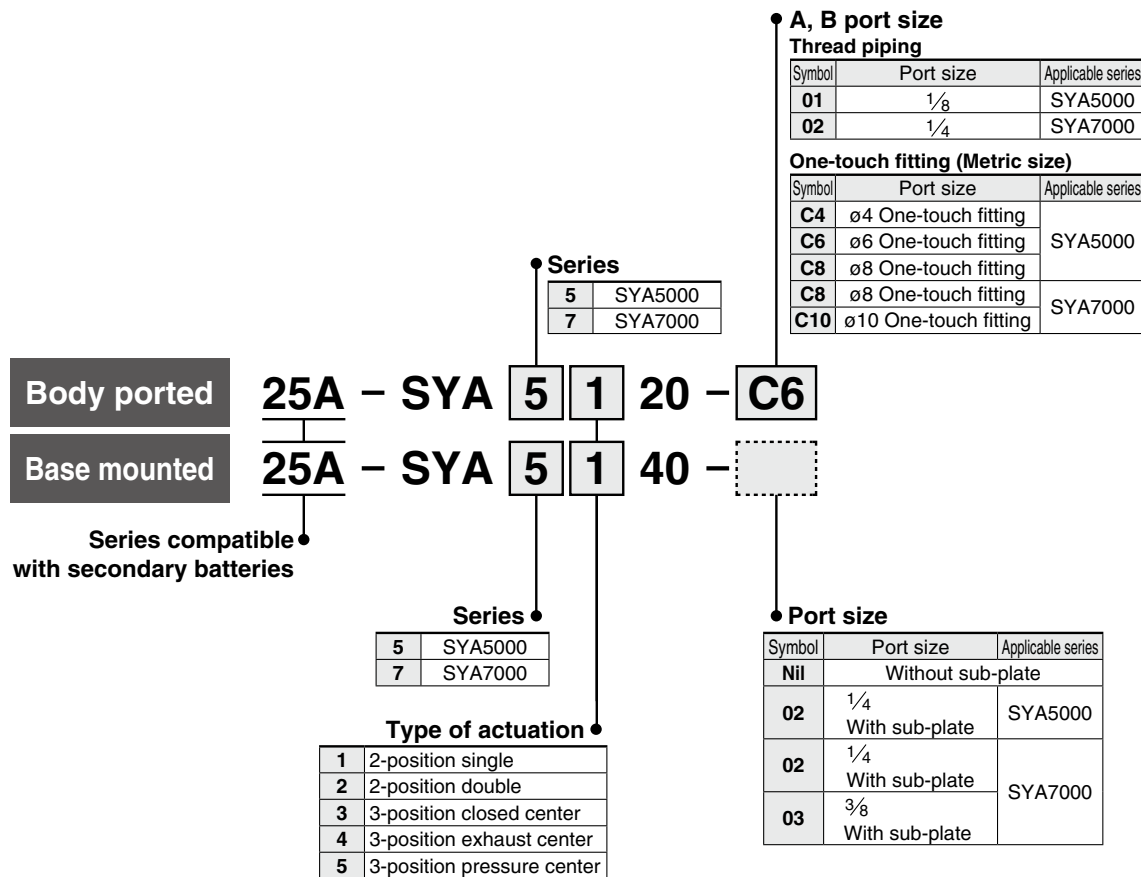 A, B port size
Thread piping
Symbol Port size Applicable series
01 1/8 SYA5000
02 1/4 SYA7000
One-touch fitting (Metric size)
Symbol Port size Applicable series
C4 ø4 One-touch fitting
C6 ø6 One-touch fitting SYA5000
C8 ø8 One-touch fitting
C8 ø8 One-touch fitting SYA7000
C10 ø10 One-touch fitting
Series
5 SYA5000
7 SYA7000
Body ported 25A – SYA 5 1 20 – C6
Base mounted 25A – SYA 5 1 40 –
Series compatible
with secondary batteries
Series
5 SYA5000
7 SYA7000
Type of actuation
1 2-position single
2 2-position double
3 3-position closed center
4 3-position exhaust center
5 3-position pressure center
Port size
Symbol Port size Applicable series
Nil Without sub-plate
02 1/4 With sub-plate SYA5000
02 1/4 With sub-plate SYA7000
03 3/8 With sub-plate